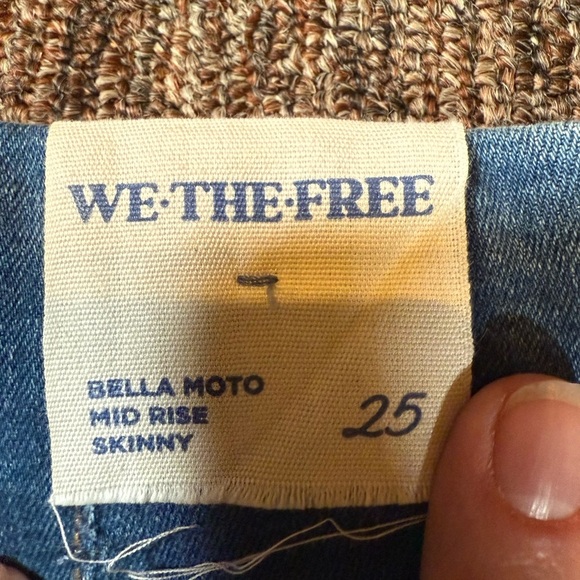 WE·THE·FREE
BELLA MOTO
MID RISE
SKINNY
25